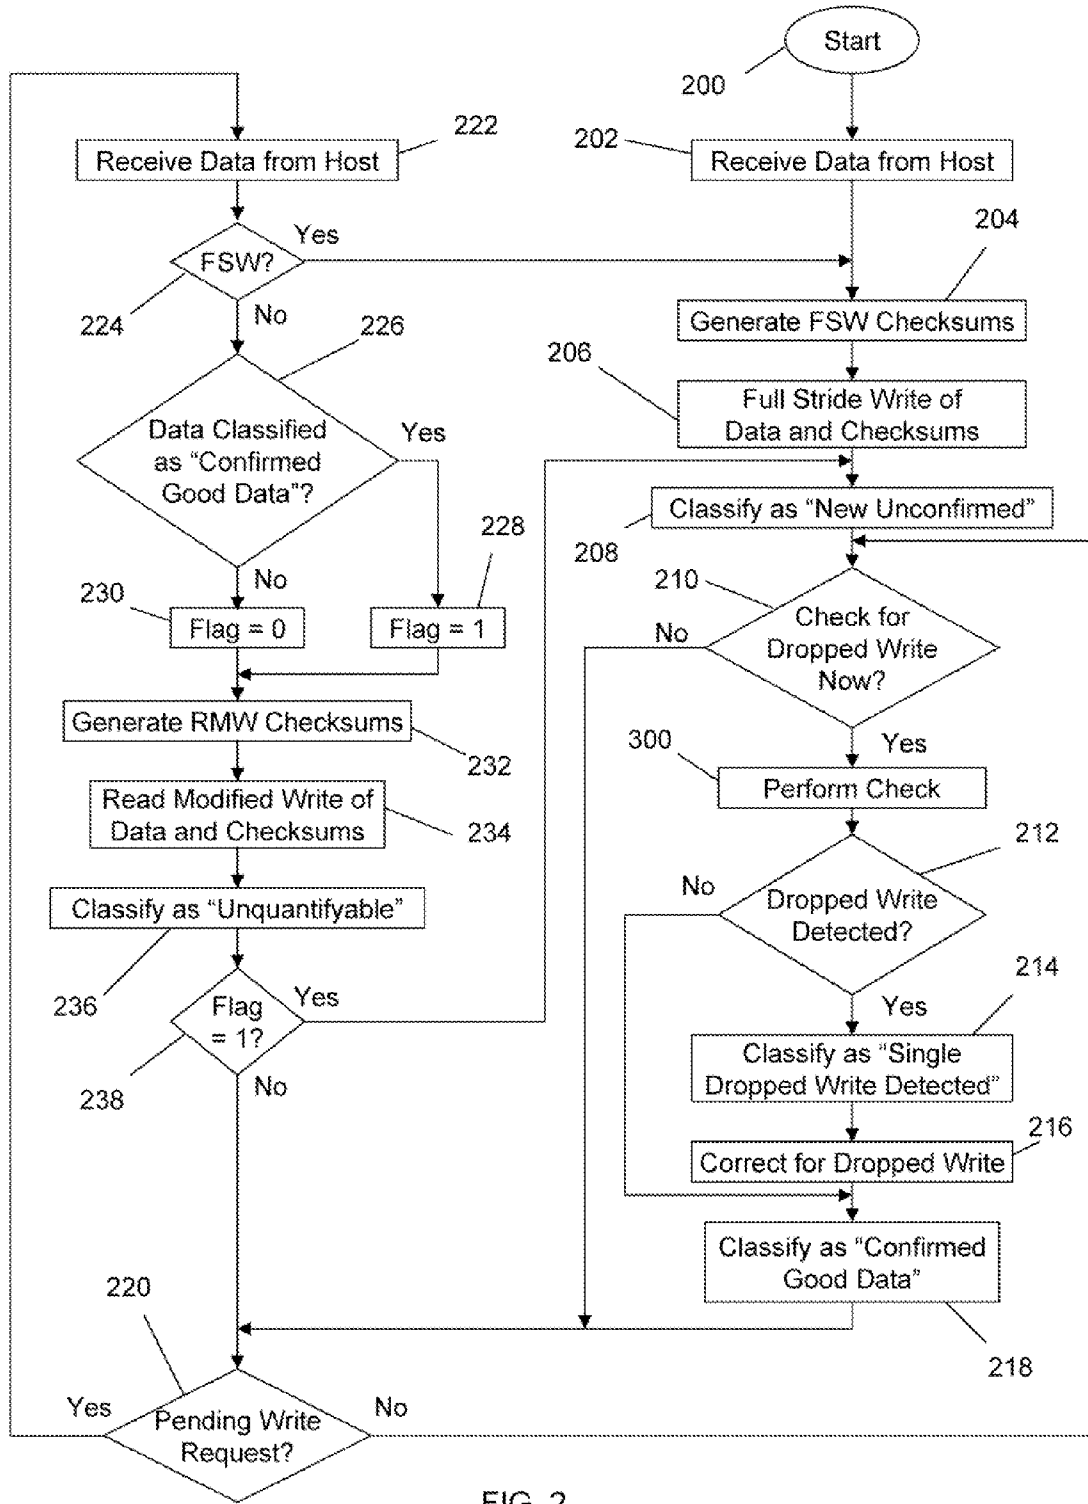 Start
200
222
202
Receive Data from Host
Receive Data from Host
204
Yes
FSW?
224
No
226
Generate FSW Checksums
206
Full Stride Write of
Data and Checksums
Data Classified
as “Confirmed
Good Data”?
Yes
Classify as “New Unconfirmed”
208
228
No
230
210
Flag = 0
Flag = 1
No
Check for
Dropped Write
Now?
Generate RMW Checksums
232
300
Yes
Perform Check
Read Modified Write of
Data and Checksums
234
212
No
Dropped Write
Detected?
Classify as “Unquantifyable”
236
214
Yes
Flag
= 1?
Yes
238
No
Classify as “Single
Dropped Write Detected”
216
Correct for Dropped Write
Classify as “Confirmed
Good Data”
218
220
Yes
No
Pending Write
Request?
FIG. 2